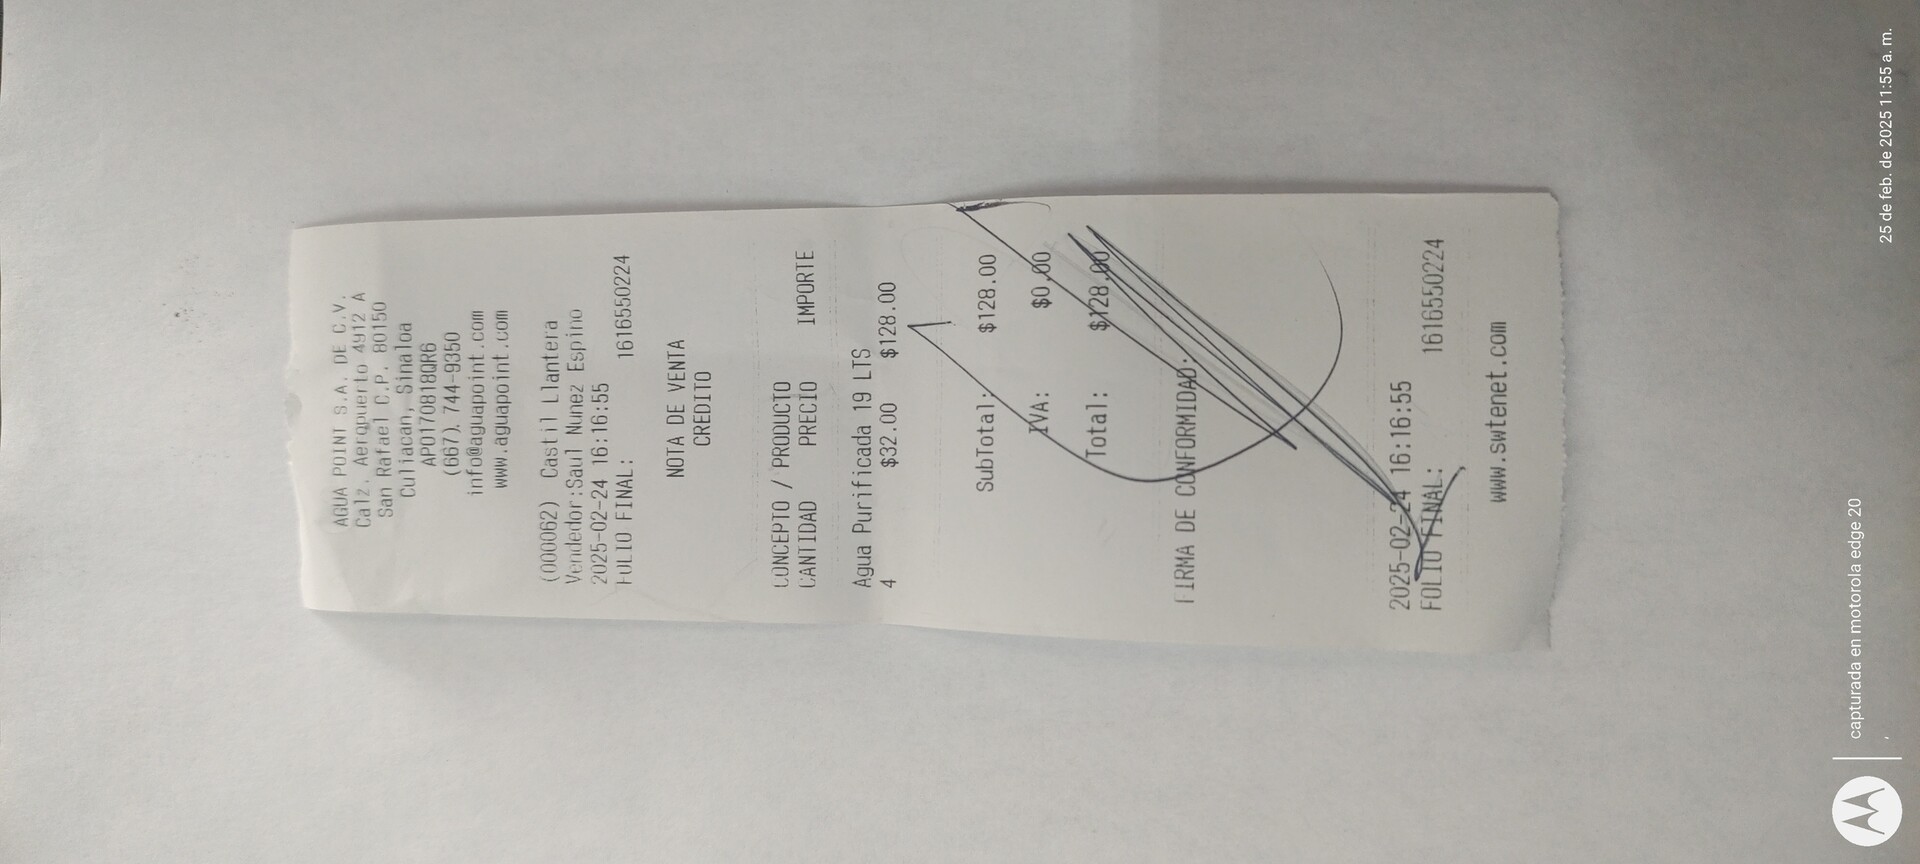 AGUA POINT S.A. DE C.V.
Calz. Aeropuerto 4912 A
San Rafael C.P. 80150
Culiacan, Sinaloa
APO170818QR6
(667). 744-9350
info@aguapoint.com
www.aguapoint.com
(000062) Castil Llantera
Vendedor:Saul Nunez Espino
2025-02-24 16:16:55
FOLIO FINAL: 1616550224
NOTA DE VENTA
CREDITO
CONCEPTO / PRODUCTO
CANTIDAD PRECIO IMPORTE
Agua Purificada 19 LTS
4 $32.00 $128.00
SubTotal: $128.00
IVA: $0.00
Total: $128.00
FIRMA DE CONFORMIDAD.
2025-02-24 16:16:55
FOLIO FINAL: 1616550224
www.swtenet.com
capturada en motorola edge 20
,
25 de feb. de 2025 11:55 a. m.